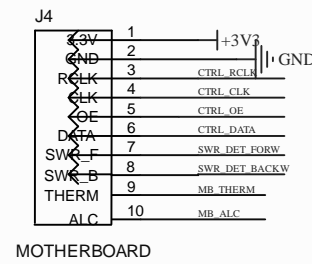 J4
3.3V 1 +3V3
GND 2 GND
RCLK 3 CTRL_RCLK
CLK 4 CTRL_CLK
OE 5 CTRL_OE
DATA 6 CTRL_DATA
SWR_F 7 SWR_DET_FORW
SWR_B 8 SWR_DET_BACKW
THERM 9 MB_THERM
ALC 10 MB_ALC
MOTHERBOARD